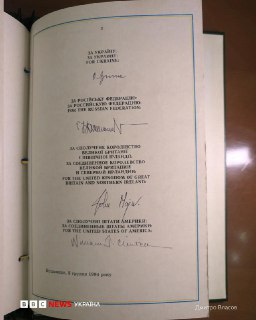 ЗА УКРАЇНУ:
ЗА УКРАИНУ:
FOR UKRAINE:
ЗА РОСІЙСЬКУ ФЕДЕРАЦІЮ:
ЗА РОССИЙСКУЮ ФЕДЕРАЦИЮ:
FOR THE RUSSIAN FEDERATION:
ЗА СПОЛУЧЕНЕ КОРОЛІВСТВО
ВЕЛИКОЇ БРИТАНІЇ
І ПІВНІЧНОЇ ІРЛАНДІЇ:
ЗА СОЕДИНЕННОЕ КОРОЛЕВСТВО
ВЕЛИКОБРИТАНИИ
И СЕВЕРНОЙ ИРЛАНДИИ:
FOR THE UNITED KINGDOM OF GREAT
BRITAIN AND NORTHERN IRELAND:
ЗА СПОЛУЧЕНІ ШТАТИ АМЕРИКИ:
ЗА СОЕДИНЕННЫЕ ШТАТЫ АМЕРИКИ:
FOR THE UNITED STATES OF AMERICA:
5 грудня 1994 року
BBC NEWS УКРАЇНА
Дмитро Власов